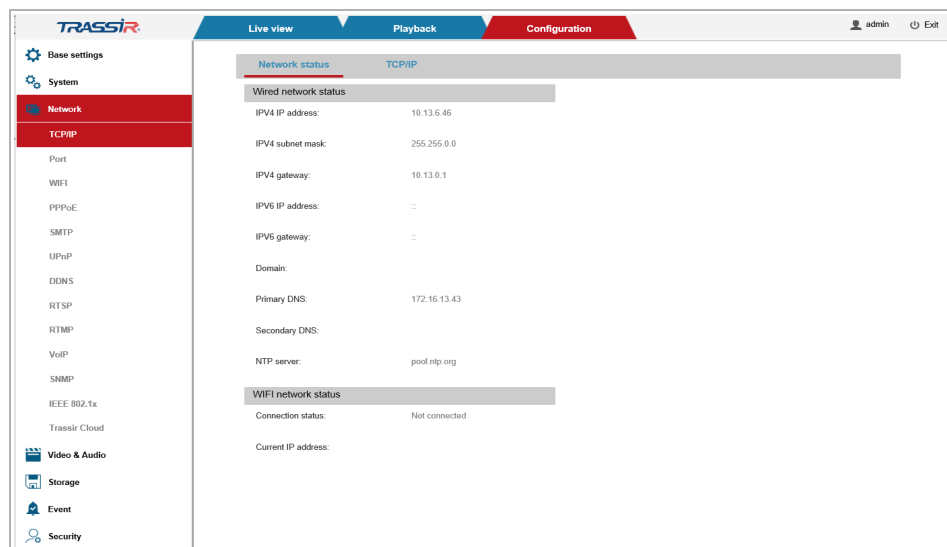 TRASSIR
Live view
Playback
Configuration
admin
Exit
Base settings
System
Network
TCP/IP
Port
WIFI
PPPoE
SMTP
UPnP
DDNS
RTSP
RTMP
VoIP
SNMP
IEEE 802.1x
Trassir Cloud
Video & Audio
Storage
Event
Security
Network status TCP/IP
Wired network status
IPV4 IP address: 10.13.6.46
IPV4 subnet mask: 255.255.0.0
IPV4 gateway: 10.13.0.1
IPV6 IP address: ::
IPV6 gateway: ::
Domain:
Primary DNS: 172.16.13.43
Secondary DNS:
NTP server: pool.ntp.org
WIFI network status
Connection status: Not connected
Current IP address: